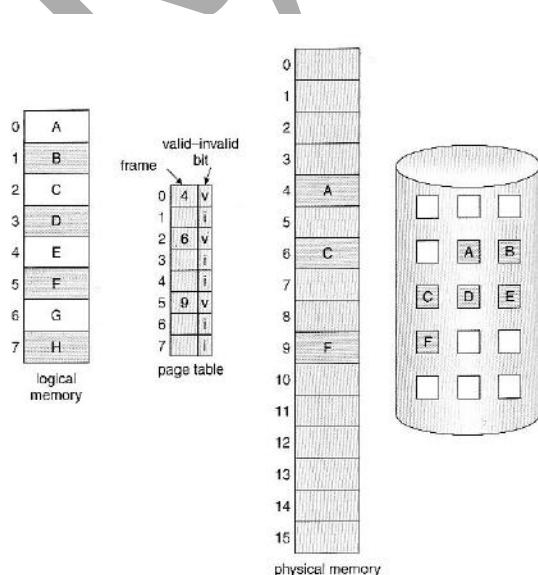 0 A
1 B
2 C
3 D
4 E
5 F
6 G
7 H
logical
memory
valid–invalid
bit
frame
0 4 v
1 i
2 6 v
3 i
4 i
5 9 v
6 i
7 i
page table
0
1
2
3
4 A
5
6 C
7
8
9 F
10
11
12
13
14
15
physical memory
A B
C D E
F